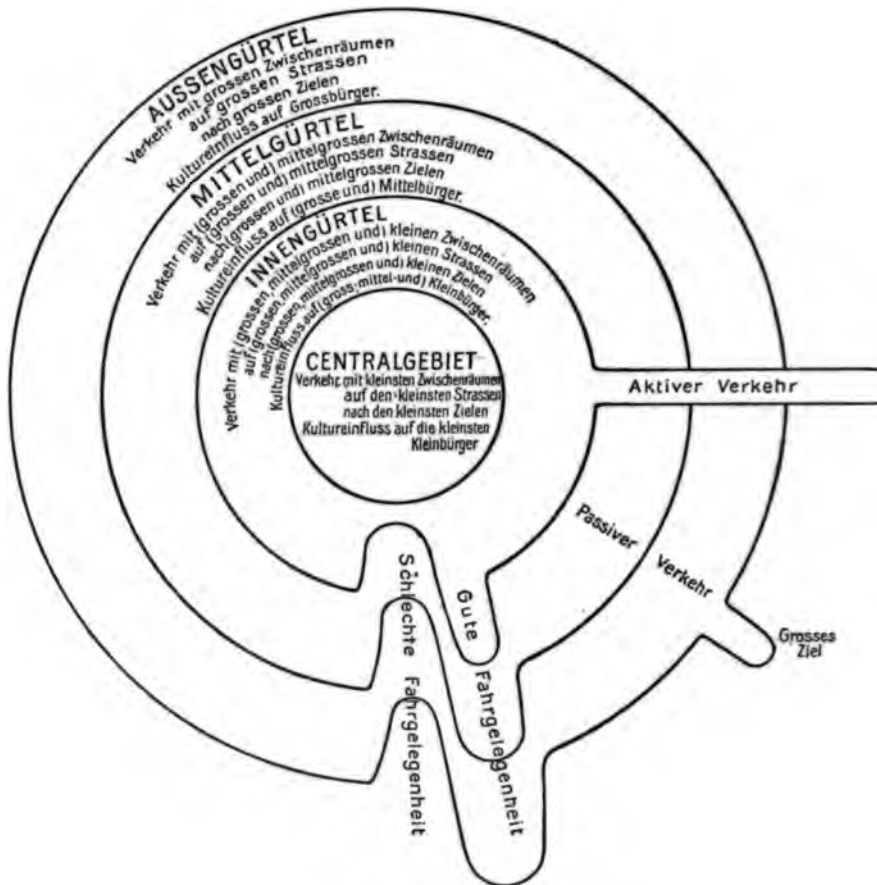 AUSSENGÜRTEL
Verkehr mit grossen Zwischenräumen
auf grossen Strassen
nach grossen Zielen
Kultureinfluss auf Grossbürger.
MITTELGÜRTEL
Verkehr mit (grossen und) mittelgrossen Zwischenräumen
auf (grossen und) mittelgrossen Strassen
nach (grossen und) mittelgrossen Zielen
Kultureinfluss auf (grosse und) Mittelbürger.
INNENGÜRTEL
Verkehr mit (grossen, mittelgrossen und) kleinen Zwischenräumen
auf (grossen, mittelgrossen und) kleinen Strassen
nach (grossen, mittelgrossen und) kleinen Zielen
Kultureinfluss auf (gross-mittel-und) Kleinbürger.
CENTRALGEBIET
Verkehr mit kleinsten Zwischenräumen
auf den kleinsten Strassen
nach den kleinsten Zielen
Kultureinfluss auf die kleinsten
Kleinbürger
Aktiver Verkehr
Passiver Verkehr
Grosses
Ziel
Schlechte Fahrgelegenheit
Gute Fahrgelegenheit